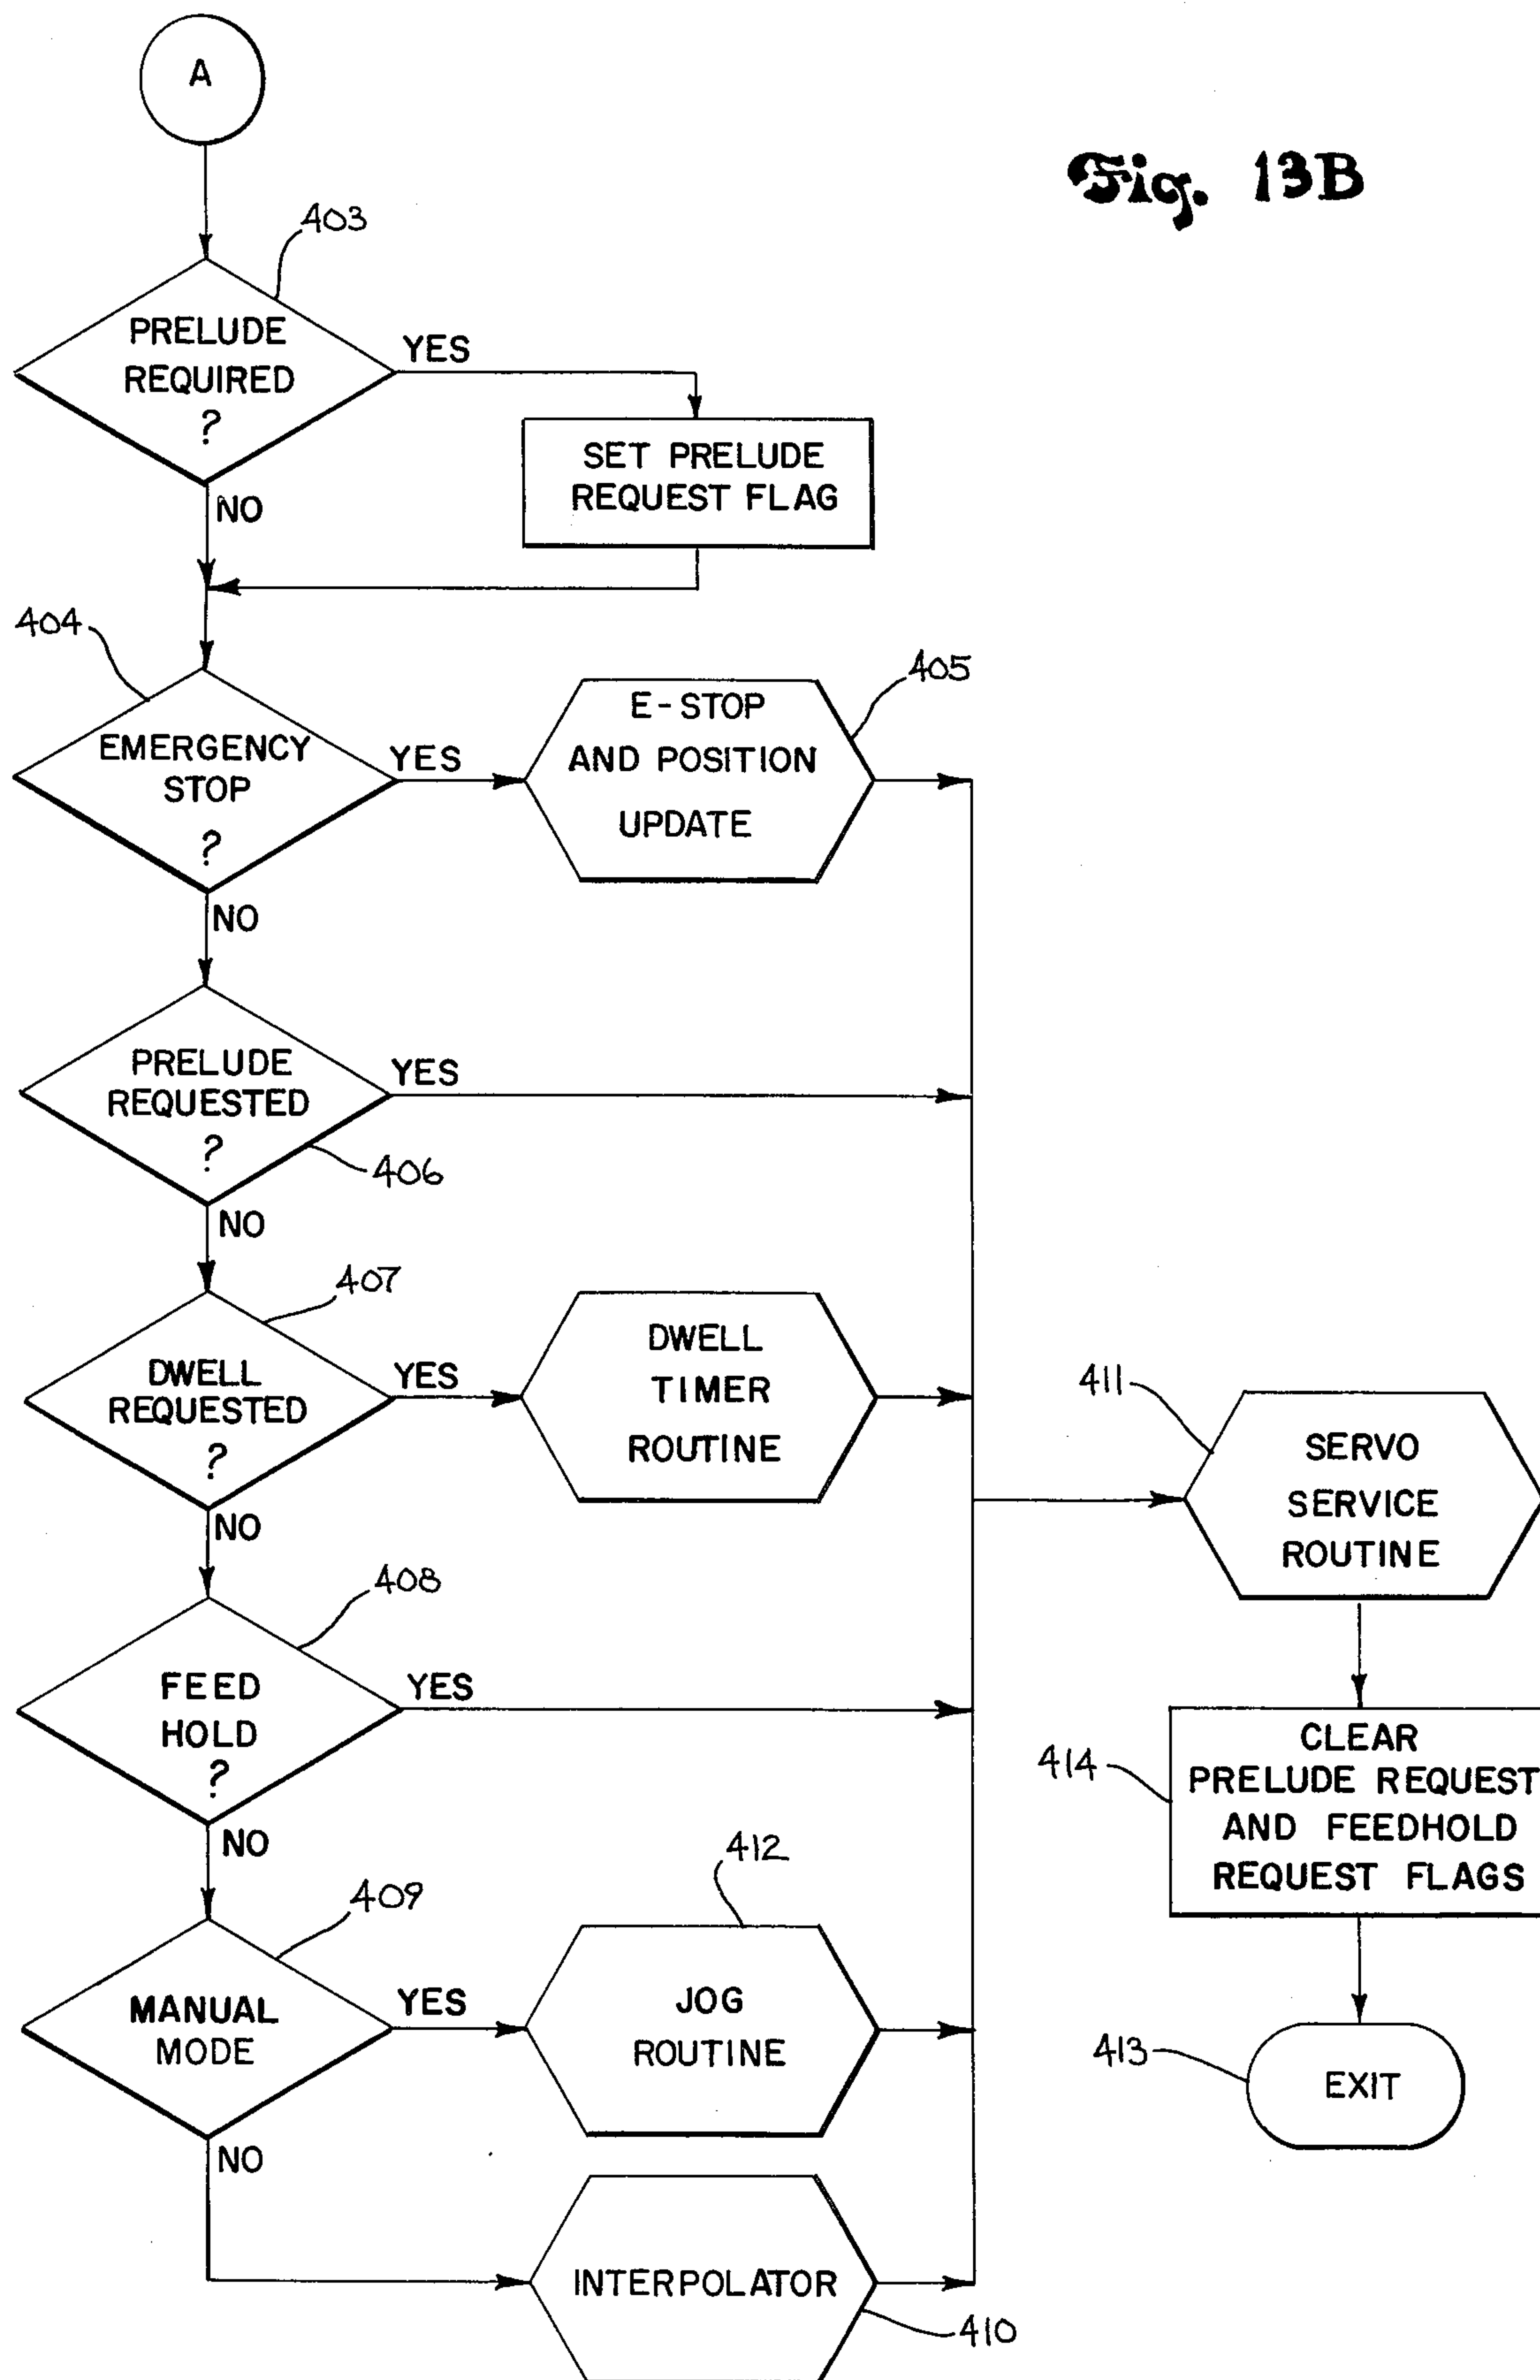 A
Fig. 13B
403
PRELUDE
REQUIRED
?
YES
SET PRELUDE
REQUEST FLAG
NO
404
EMERGENCY
STOP
?
YES
E-STOP
AND POSITION
UPDATE
405
NO
PRELUDE
REQUESTED
?
YES
406
NO
407
DWELL
REQUESTED
?
YES
DWELL
TIMER
ROUTINE
NO
411
SERVO
SERVICE
ROUTINE
408
FEED
HOLD
?
YES
NO
414
CLEAR
PRELUDE REQUEST
AND FEEDHOLD
REQUEST FLAGS
409
MANUAL
MODE
YES
412
JOG
ROUTINE
NO
413
EXIT
INTERPOLATOR
410